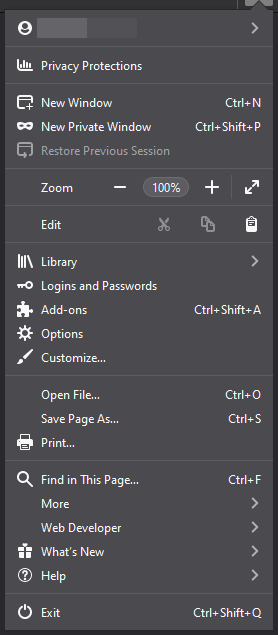 Privacy Protections
New Window Ctrl+N
New Private Window Ctrl+Shift+P
Restore Previous Session
Zoom 100%
Edit
Library
Logins and Passwords
Add-ons Ctrl+Shift+A
Options
Customize...
Open File... Ctrl+O
Save Page As... Ctrl+S
Print...
Find in This Page... Ctrl+F
More
Web Developer
What's New
Help
Exit Ctrl+Shift+Q